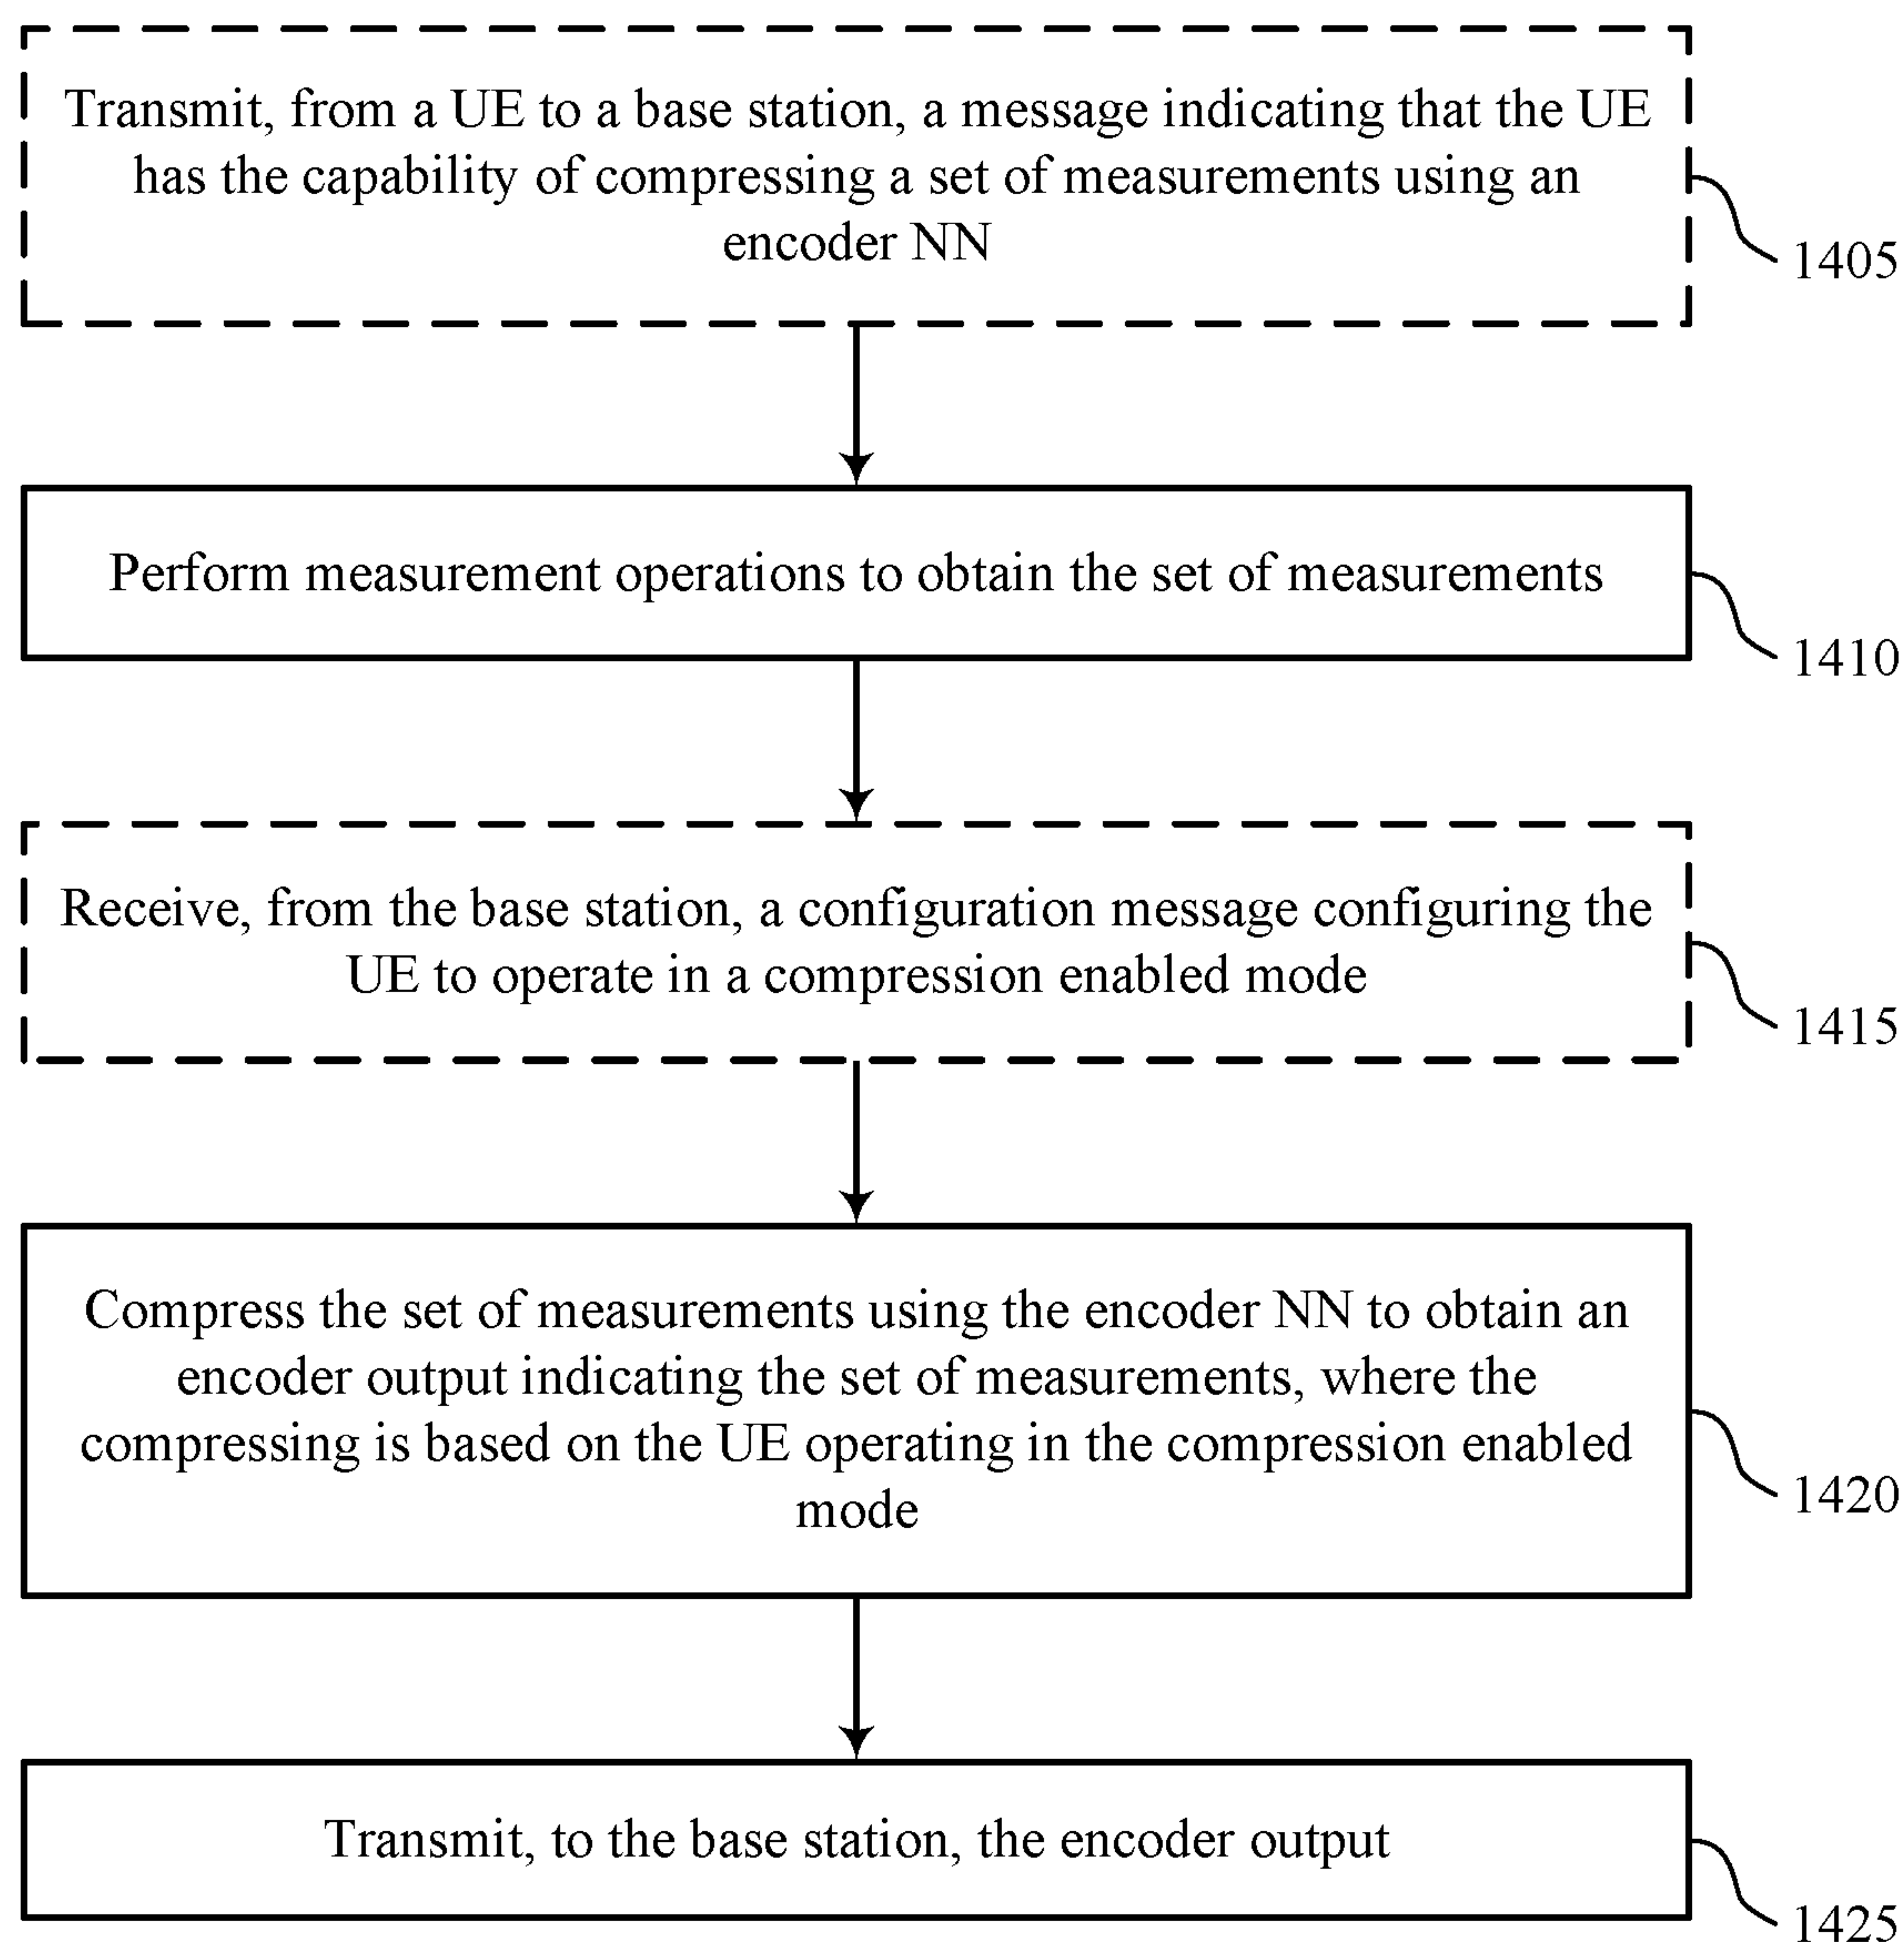 Transmit, from a UE to a base station, a message indicating that the UE
has the capability of compressing a set of measurements using an
encoder NN
1405
Perform measurement operations to obtain the set of measurements
1410
Receive, from the base station, a configuration message configuring the
UE to operate in a compression enabled mode
1415
Compress the set of measurements using the encoder NN to obtain an
encoder output indicating the set of measurements, where the
compressing is based on the UE operating in the compression enabled
mode
1420
Transmit, to the base station, the encoder output
1425